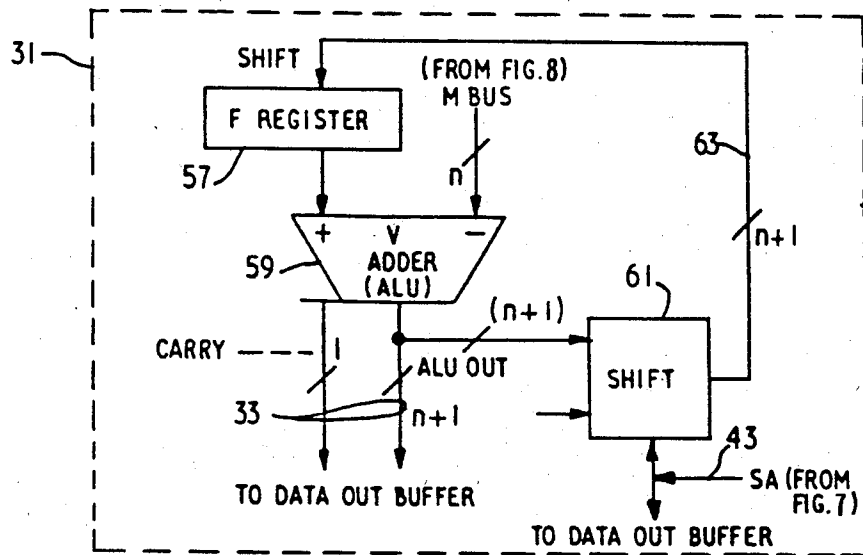 31
SHIFT
(FROM FIG.8)
M BUS
F REGISTER
57
n
63
n+1
+ V −
ADDER
(ALU)
59
(n+1)
61
CARRY
1
ALU OUT
SHIFT
33
n+1
43
TO DATA OUT BUFFER
SA (FROM
FIG.7)
TO DATA OUT BUFFER